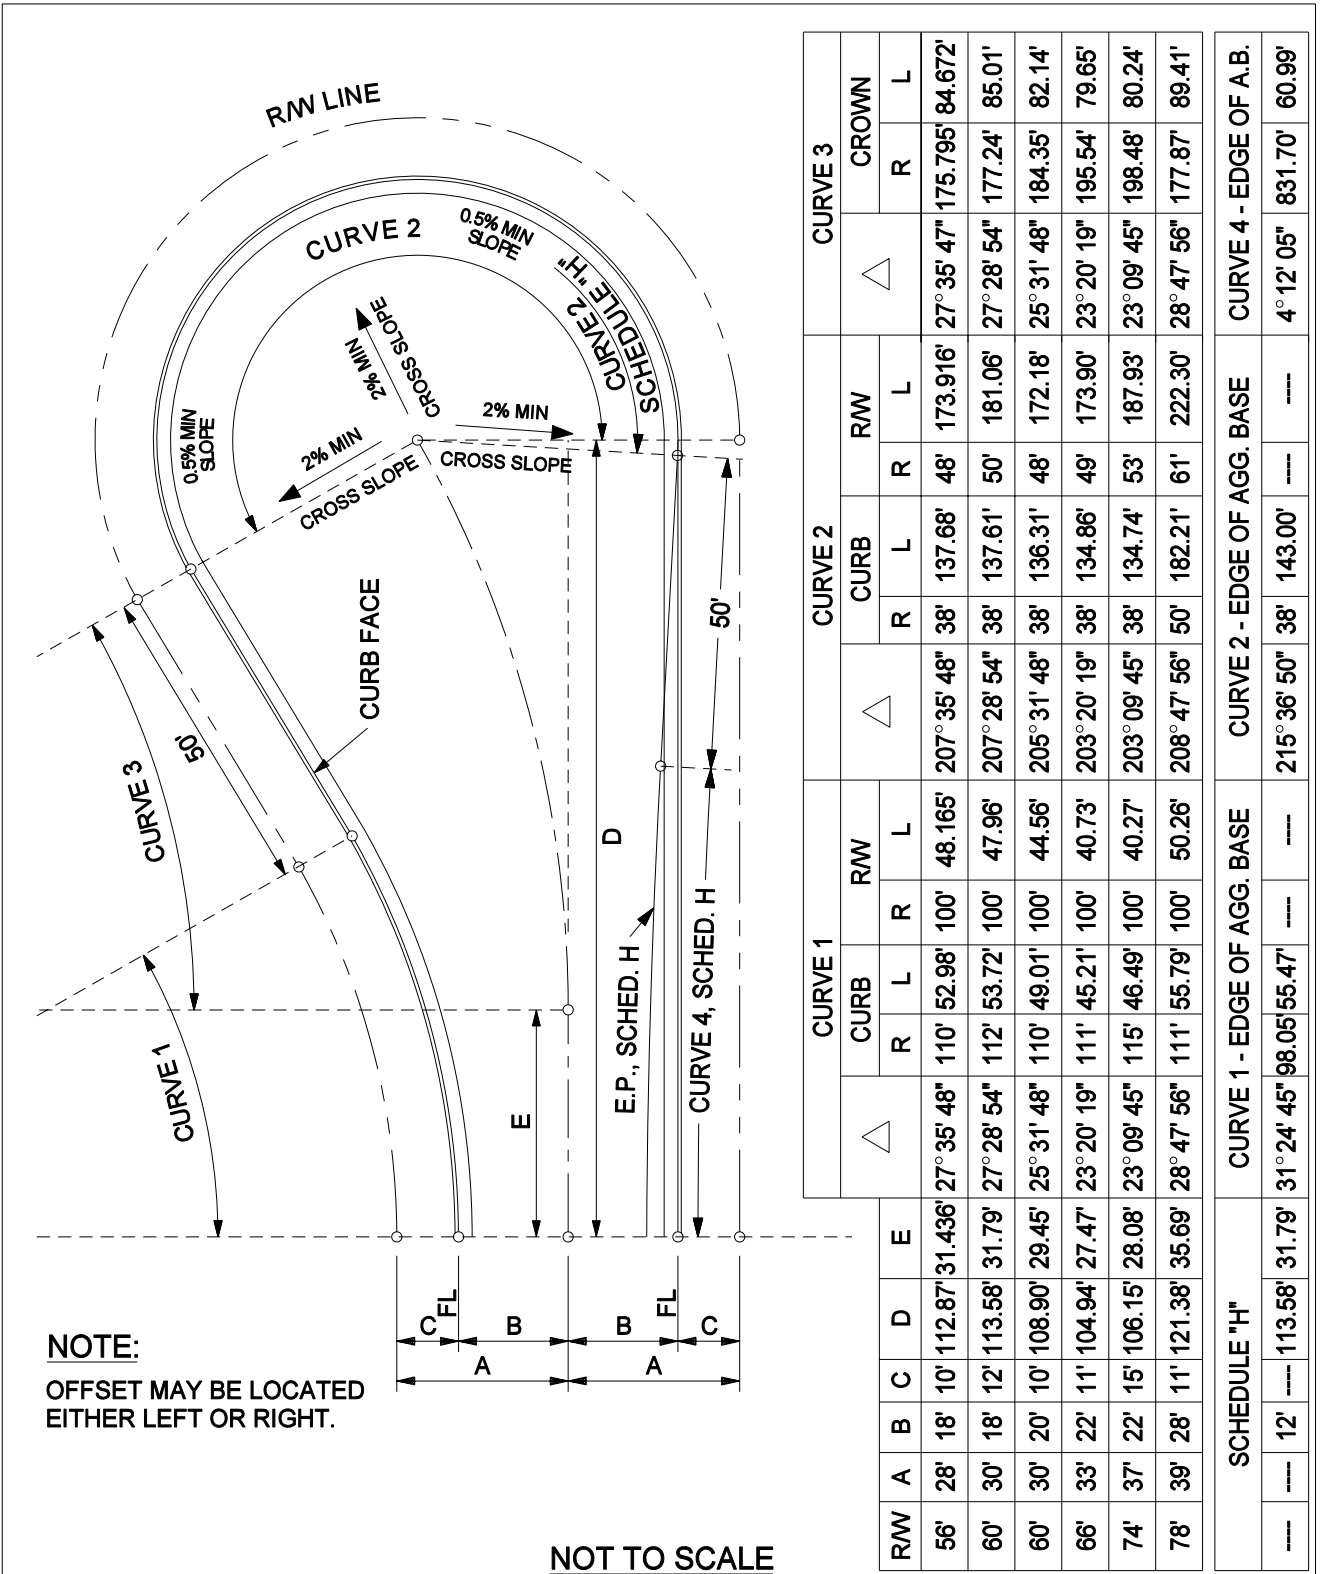 R/W LINE
CURVE 2
0.5% MIN
SLOPE
CURVE 2
SCHEDULE "H"
2% MIN
CROSS SLOPE
2% MIN
CROSS SLOPE
2% MIN
CROSS SLOPE
0.5% MIN
SLOPE
CURB FACE
50'
50'
CURVE 3
CURVE 1
D
E
E.P., SCHED. H
CURVE 4, SCHED. H
FL
FL
C B B C
A A
NOTE:
OFFSET MAY BE LOCATED
EITHER LEFT OR RIGHT.
NOT TO SCALE
CURVE 1 CURVE 2 CURVE 3
CURB R/W CURB R/W CROWN
R/W A B C D E △ R L R L △ R L R L △ R L
56' 28' 18' 10' 112.87' 31.436' 27°35' 48" 110' 52.98' 100' 48.165' 207°35' 48" 38' 137.68' 48' 173.916' 27°35' 47" 175.795' 84.672'
60' 30' 18' 12' 113.58' 31.79' 27°28' 54" 112' 53.72' 100' 47.96' 207°28' 54" 38' 137.61' 50' 181.06' 27°28' 54" 177.24' 85.01'
60' 30' 20' 10' 108.90' 29.45' 25°31' 48" 110' 49.01' 100' 44.56' 205°31' 48" 38' 136.31' 48' 172.18' 25°31' 48" 184.35' 82.14'
66' 33' 22' 11' 104.94' 27.47' 23°20' 19" 111' 45.21' 100' 40.73' 203°20' 19" 38' 134.86' 49' 173.90' 23°20' 19" 195.54' 79.65'
74' 37' 22' 15' 106.15' 28.08' 23°09' 45" 115' 46.49' 100' 40.27' 203°09' 45" 38' 134.74' 53' 187.93' 23°09' 45" 198.48' 80.24'
78' 39' 28' 11' 121.38' 35.69' 28°47' 56" 111' 55.79' 100' 50.26' 208°47' 56" 50' 182.21' 61' 222.30' 28°47' 56" 177.87' 89.41'
SCHEDULE "H" CURVE 1 - EDGE OF AGG. BASE CURVE 2 - EDGE OF AGG. BASE CURVE 4 - EDGE OF A.B.
---- ---- 12' ---- 113.58' 31.79' 31°24' 45" 98.05' 55.47' ---- ---- 215°36' 50" 38' 143.00' ---- ---- 4°12' 05" 831.70' 60.99'